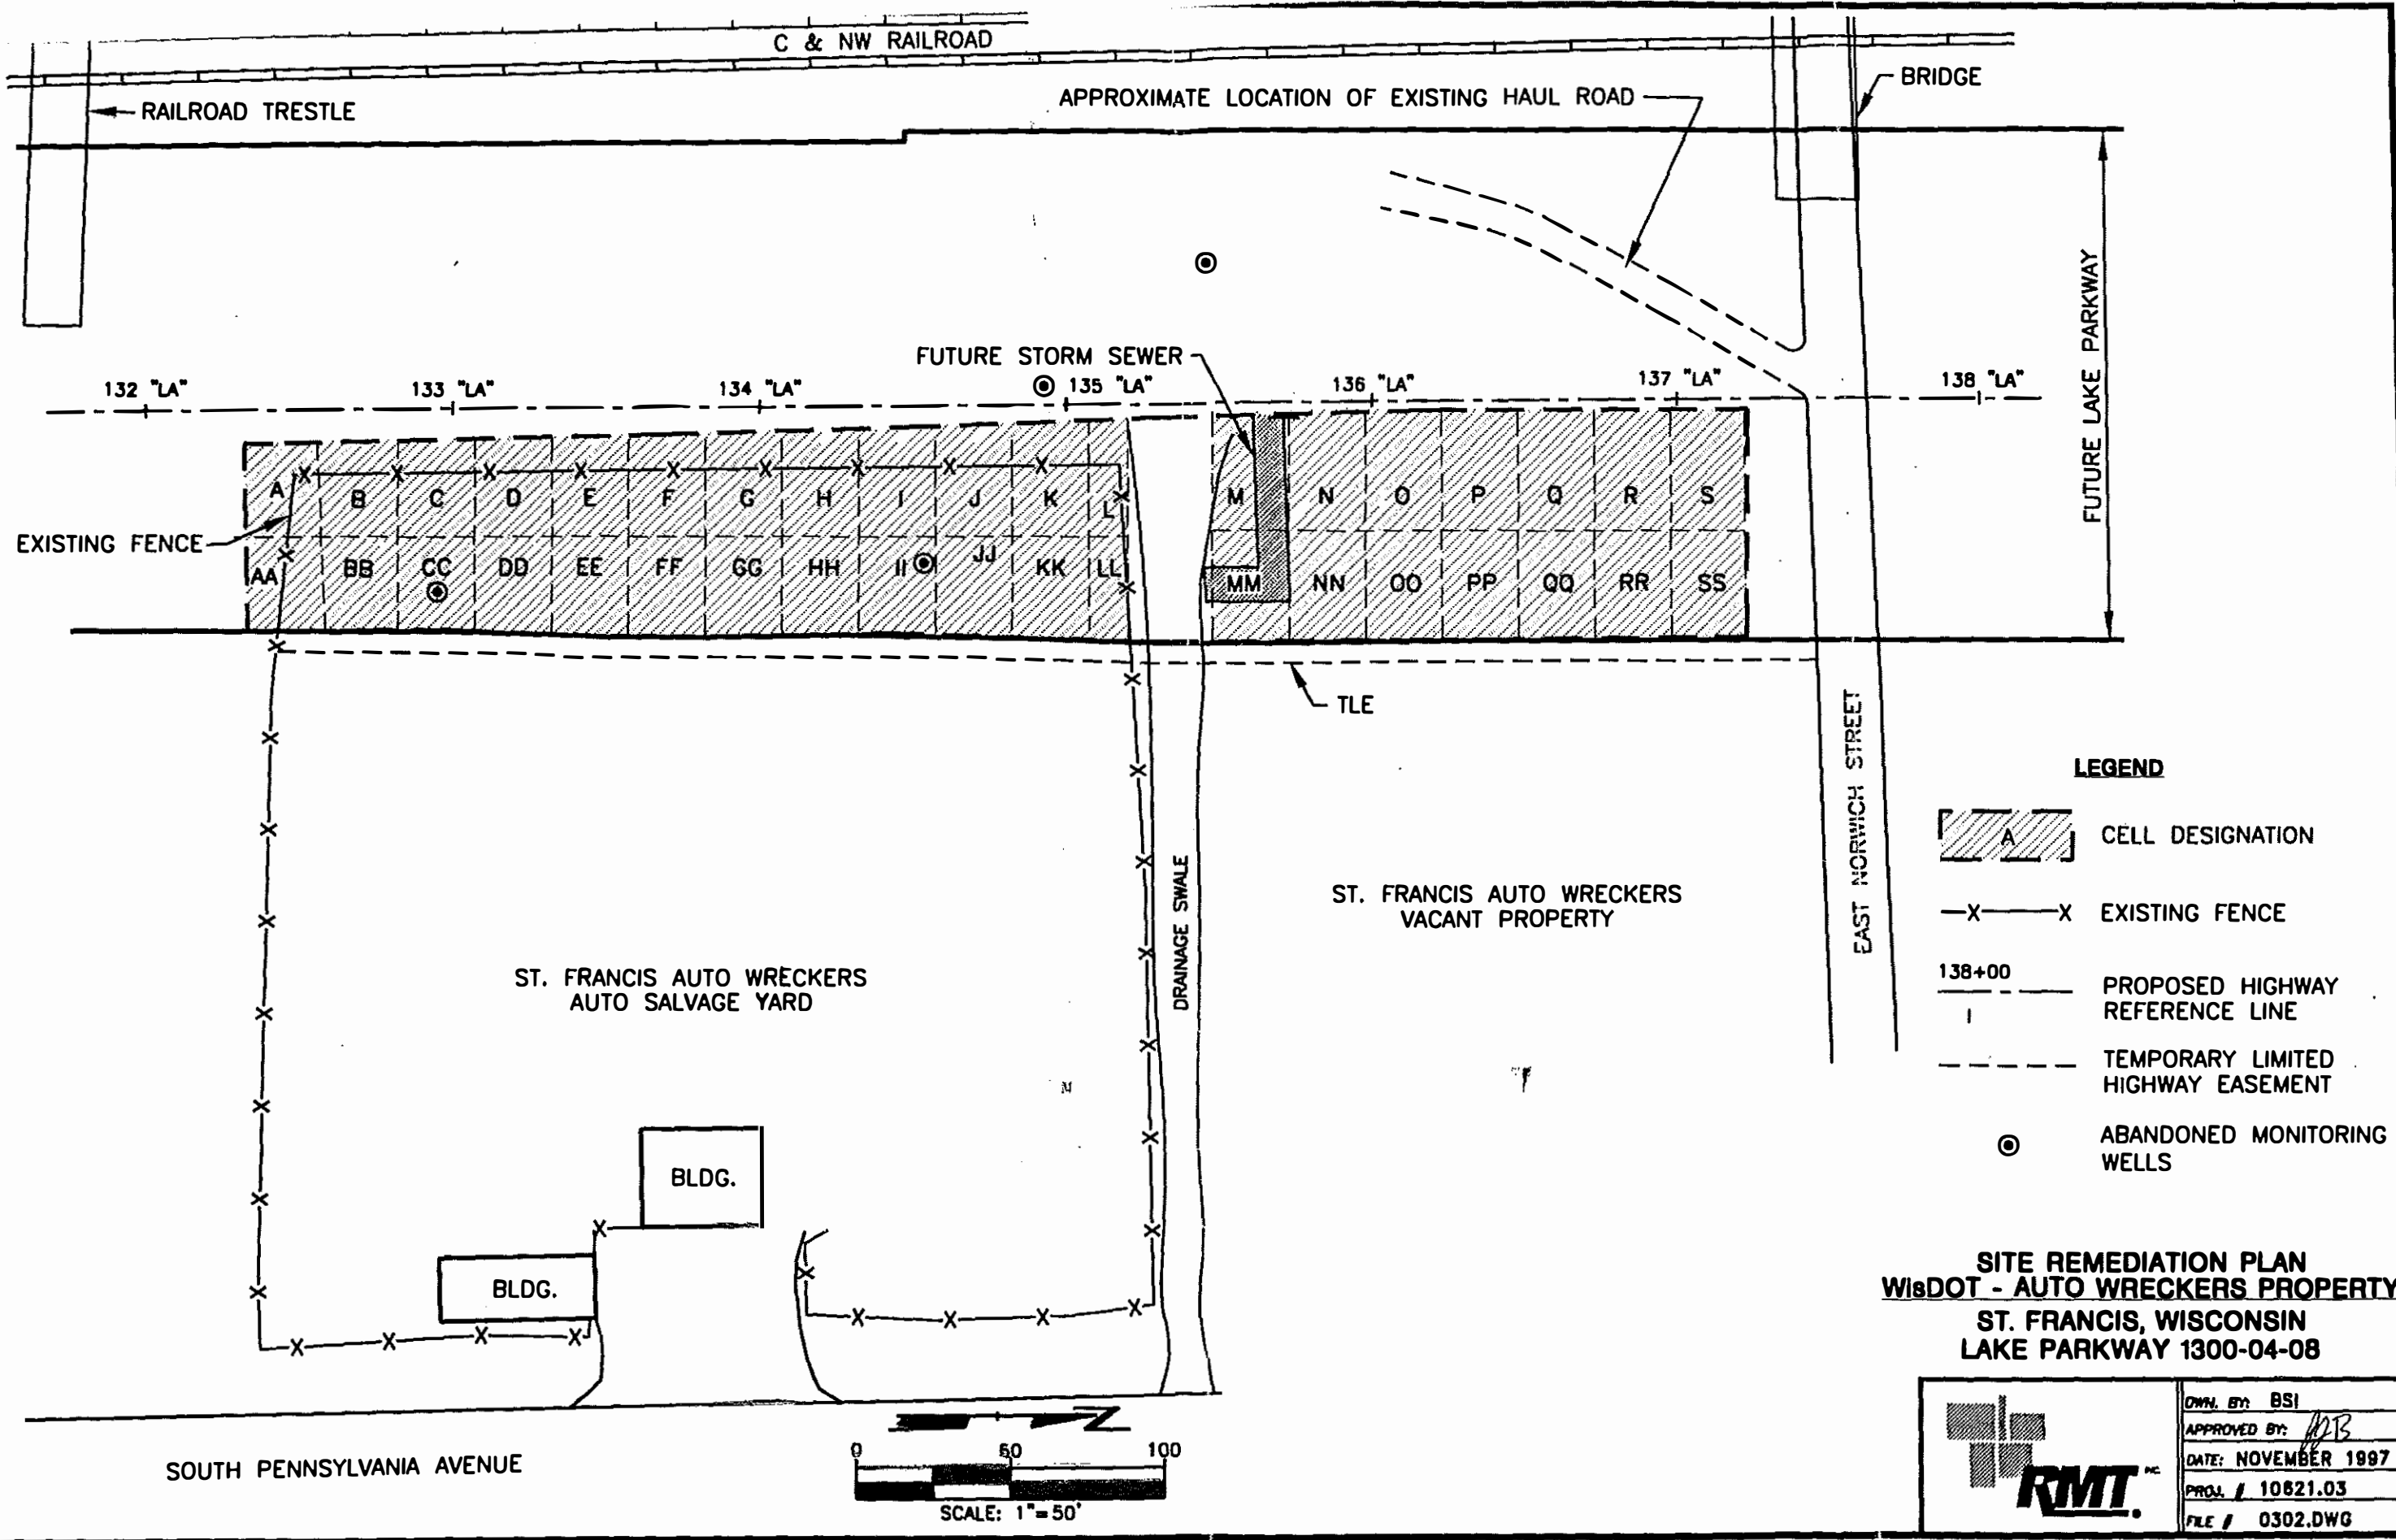 C & NW RAILROAD
BRIDGE
APPROXIMATE LOCATION OF EXISTING HAUL ROAD
RAILROAD TRESTLE
FUTURE LAKE PARKWAY
FUTURE STORM SEWER
132 "LA" 133 "LA" 134 "LA" 135 "LA" 136 "LA" 137 "LA" 138 "LA"
A B C D E F G H I J K L M N O P Q R S
EXISTING FENCE
AA BB CC DD EE FF GG HH II JJ KK LL MM NN OO PP QQ RR SS
TLE
EAST NORWICH STREET
DRAINAGE SWALE
ST. FRANCIS AUTO WRECKERS
VACANT PROPERTY
ST. FRANCIS AUTO WRECKERS
AUTO SALVAGE YARD
BLDG.
BLDG.
SOUTH PENNSYLVANIA AVENUE
N
0 50 100
SCALE: 1"=50'
LEGEND
A CELL DESIGNATION
X X EXISTING FENCE
138+00
PROPOSED HIGHWAY
REFERENCE LINE
TEMPORARY LIMITED
HIGHWAY EASEMENT
ABANDONED MONITORING
WELLS
SITE REMEDIATION PLAN
WisDOT - AUTO WRECKERS PROPERTY
ST. FRANCIS, WISCONSIN
LAKE PARKWAY 1300-04-08
RMT INC.
DWN. BY: BSI
APPROVED BY:
DATE: NOVEMBER 1997
PROJ. # 10621.03
FILE # 0302.DWG